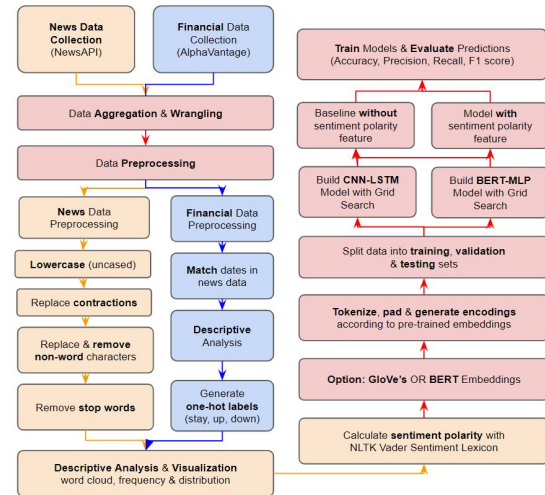 News Data
Collection
(NewsAPI)
Financial Data
Collection
(AlphaVantage)
Data Aggregation & Wrangling
Data Preprocessing
News Data
Preprocessing
Lowercase (uncased)
Replace contractions
Replace & remove
non-word characters
Remove stop words
Financial Data
Preprocessing
Match dates in
news data
Descriptive
Analysis
Generate
one-hot labels
(stay, up, down)
Descriptive Analysis & Visualization
word cloud, frequency & distribution
Calculate sentiment polarity with
NLTK Vader Sentiment Lexicon
Option: GloVe's OR BERT Embeddings
Tokenize, pad & generate encodings
according to pre-trained embeddings
Split data into training, validation
& testing sets
Build CNN-LSTM
Model with Grid
Search
Build BERT-MLP
Model with Grid
Search
Baseline without
sentiment polarity
feature
Model with
sentiment polarity
feature
Train Models & Evaluate Predictions
(Accuracy, Precision, Recall, F1 score)